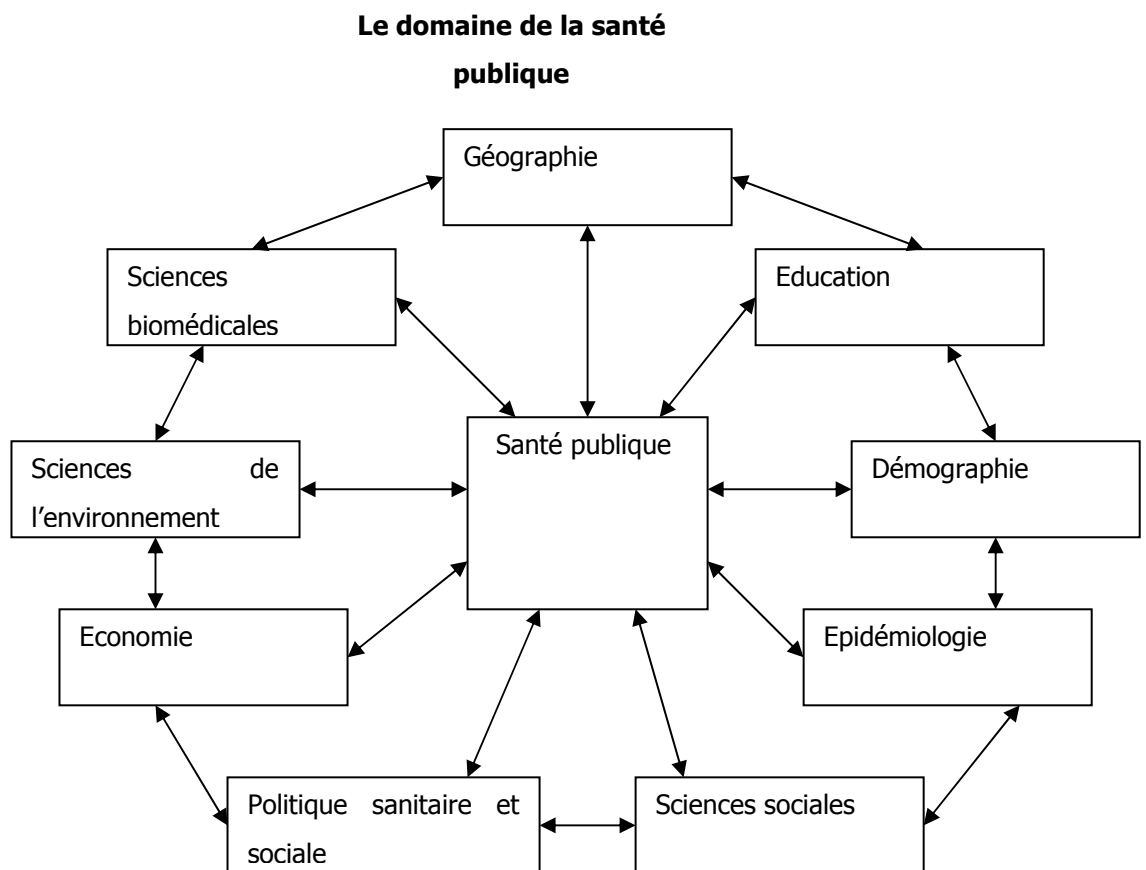 Le domaine de la santé
publique
Géographie
Sciences
biomédicales
Education
Santé publique
Sciences de
l'environnement
Démographie
Economie
Epidémiologie
Politique sanitaire et
sociale
Sciences sociales